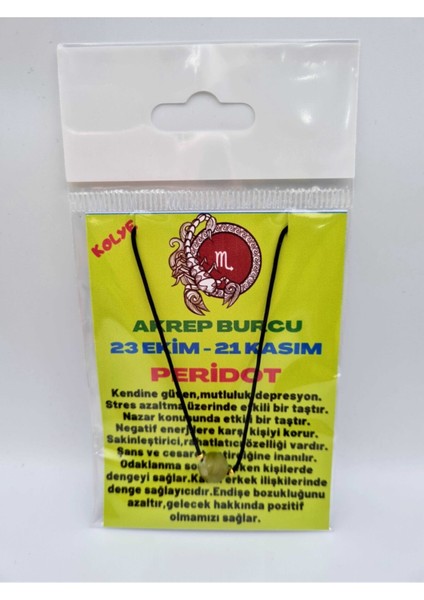 KOLYE
AKREP BURCU
23 EKİM - 21 KASIM
PERİDOT
Kendine güven,mutluluk,depresyon.
Stres azaltma üzerinde etkili bir taştır.
Nazar konusunda etkili bir taştır.
Negatif enerjilere karşı kişiyi korur.
Sakinleştirici,rahatlatıcı özelliği vardır.
Şans ve cesaret inanılır.
Odaklanma kişilerde
dengeyi sağlar. erkek ilişkilerinde
denge sağlayıcıdır.Endişe bozukluğunu
azaltır,gelecek hakkında pozitif
olmamızı sağlar.